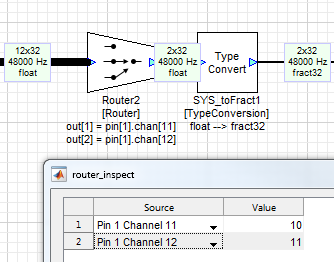 12x32
48000 Hz
float
2x32
48000 Hz
float
Type
Convert
2x32
48000 Hz
fract32
Router2
[Router]
out[1] = pin[1].chan[11]
out[2] = pin[1].chan[12]
SYS_toFract1
[TypeConversion]
float --> fract32
router_inspect
Source Value
1 Pin 1 Channel 11 10
2 Pin 1 Channel 12 11